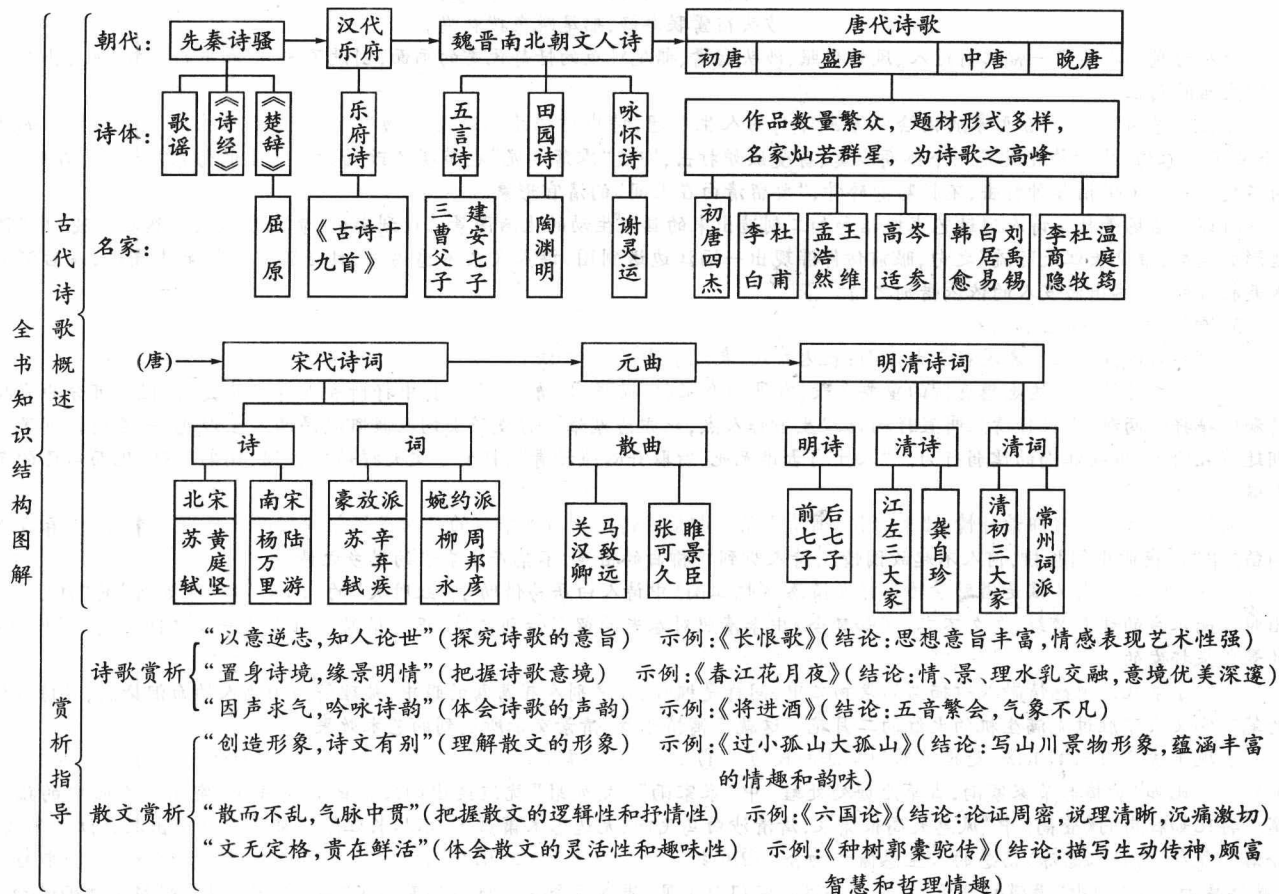 全书知识结构图解
古代诗歌概述
朝代：
先秦诗骚
汉代乐府
魏晋南北朝文人诗
唐代诗歌
初唐
盛唐
中唐
晚唐
诗体：
歌谣
《诗经》
《楚辞》
乐府诗
五言诗
田园诗
咏怀诗
作品数量繁众，题材形式多样，
名家灿若群星，为诗歌之高峰
名家：
屈原
《古诗十九首》
三曹父子
建安七子
陶渊明
谢灵运
初唐四杰
李白
杜甫
孟浩然
王维
高适
岑参
韩愈
白居易
刘禹锡
李商隐
杜牧
温庭筠
(唐)
宋代诗词
元曲
明清诗词
诗
词
散曲
明诗
清诗
清词
北宋
南宋
豪放派
婉约派
苏轼
黄庭坚
杨万里
陆游
苏轼
辛弃疾
柳永
周邦彦
关汉卿
马致远
张可久
睢景臣
前七子
后七子
江左三大家
龚自珍
清初三大家
常州词派
赏析指导
诗歌赏析
“以意逆志,知人论世”(探究诗歌的意旨) 示例:《长恨歌》(结论:思想意旨丰富,情感表现艺术性强)
“置身诗境,缘景明情”(把握诗歌意境) 示例:《春江花月夜》(结论:情、景、理水乳交融,意境优美深邃)
“因声求气,吟咏诗韵”(体会诗歌的声韵) 示例:《将进酒》(结论:五音繁会,气象不凡)
散文赏析
“创造形象,诗文有别”(理解散文的形象) 示例:《过小孤山大孤山》(结论:写山川景物形象,蕴涵丰富
的情趣和韵味)
“散而不乱,气脉中贯”(把握散文的逻辑性和抒情性) 示例:《六国论》(结论:论证周密,说理清晰,沉痛激切)
“文无定格,贵在鲜活”(体会散文的灵活性和趣味性) 示例:《种树郭橐驼传》(结论:描写生动传神,颇富
智慧和哲理情趣)